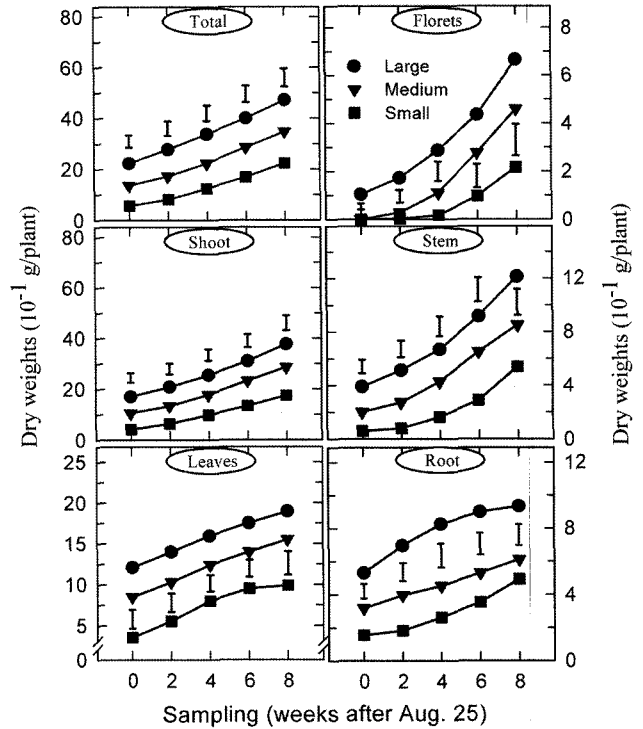 Total
Florets
Large
Medium
Small
80
60
40
20
0
8
6
4
2
0
Shoot
Stem
80
60
40
20
0
12
8
4
0
Leaves
Root
25
20
15
10
5
0
12
8
4
0
0 2 4 6 8
0 2 4 6 8
Dry weights (10⁻¹ g/plant)
Dry weights (10⁻¹ g/plant)
Sampling (weeks after Aug. 25)